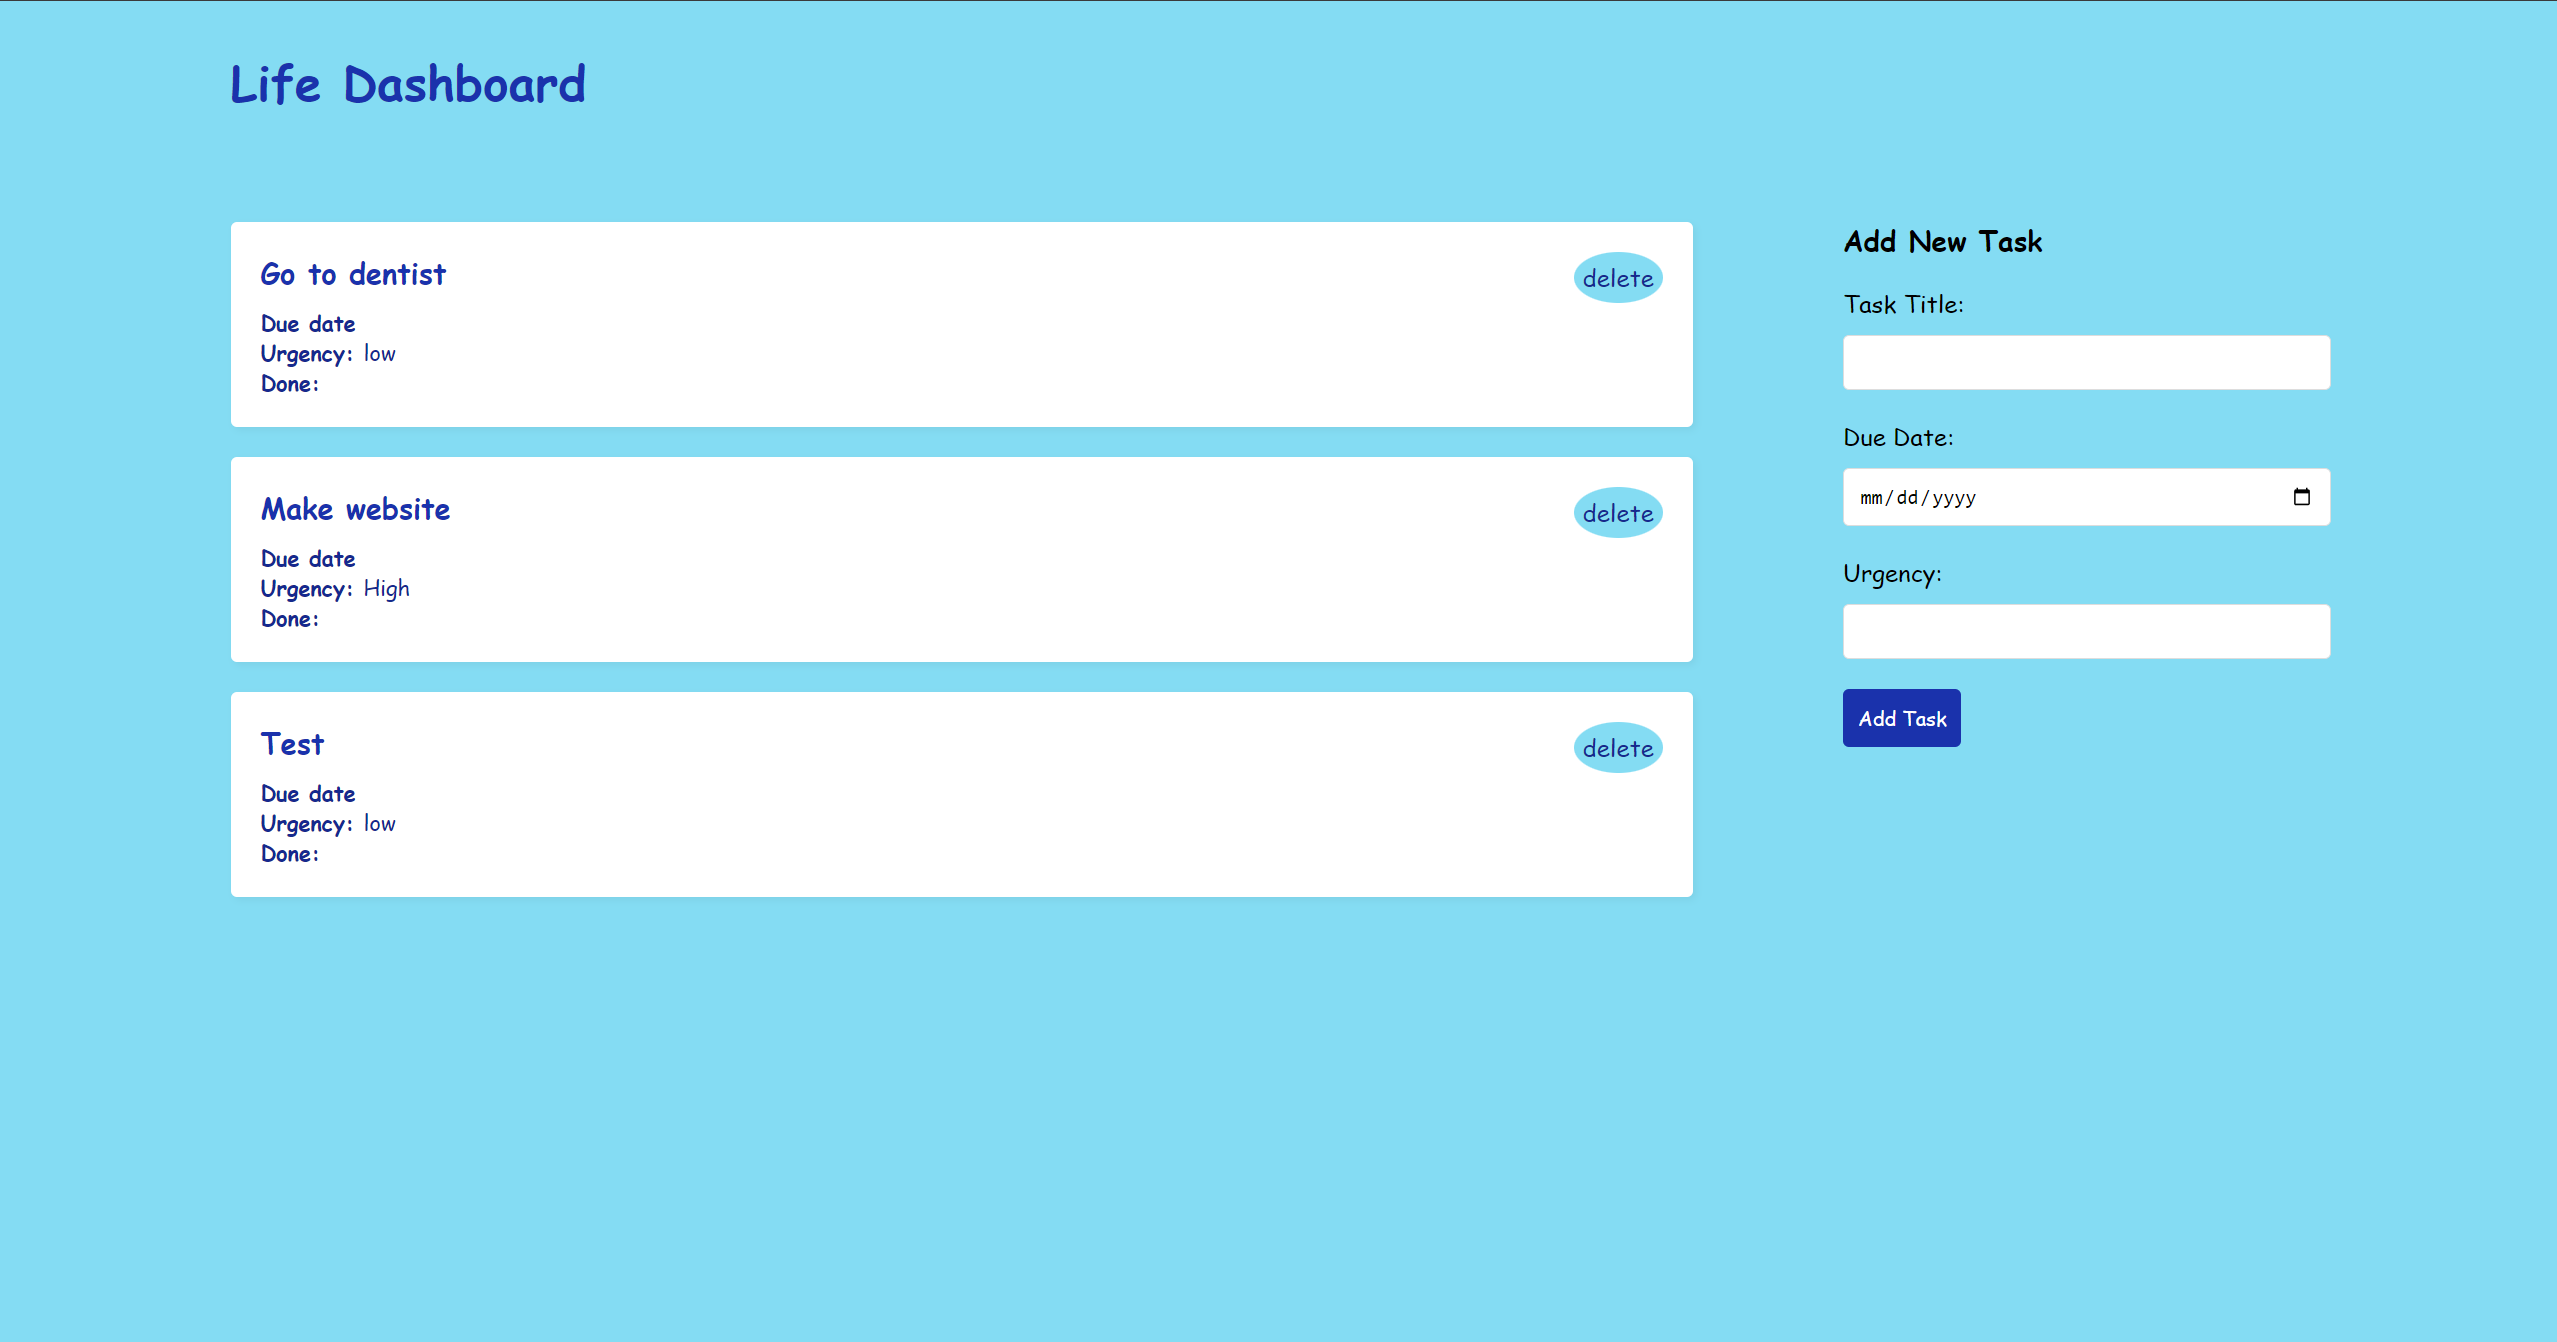 Life Dashboard
Go to dentist
delete
Due date
Urgency: low
Done:
Make website
delete
Due date
Urgency: High
Done:
Test
delete
Due date
Urgency: low
Done:
Add New Task
Task Title:
Due Date:
mm/dd/yyyy
Urgency:
Add Task